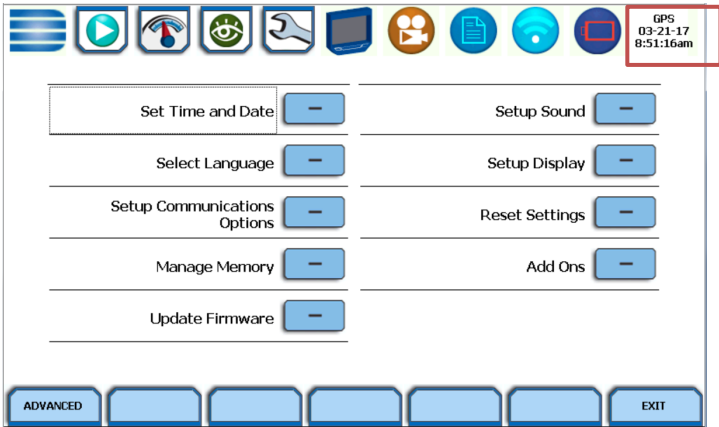 GPS
03-21-17
8:51:16am
Set Time and Date
Setup Sound
Select Language
Setup Display
Setup Communications
Options
Reset Settings
Manage Memory
Add Ons
Update Firmware
ADVANCED
EXIT